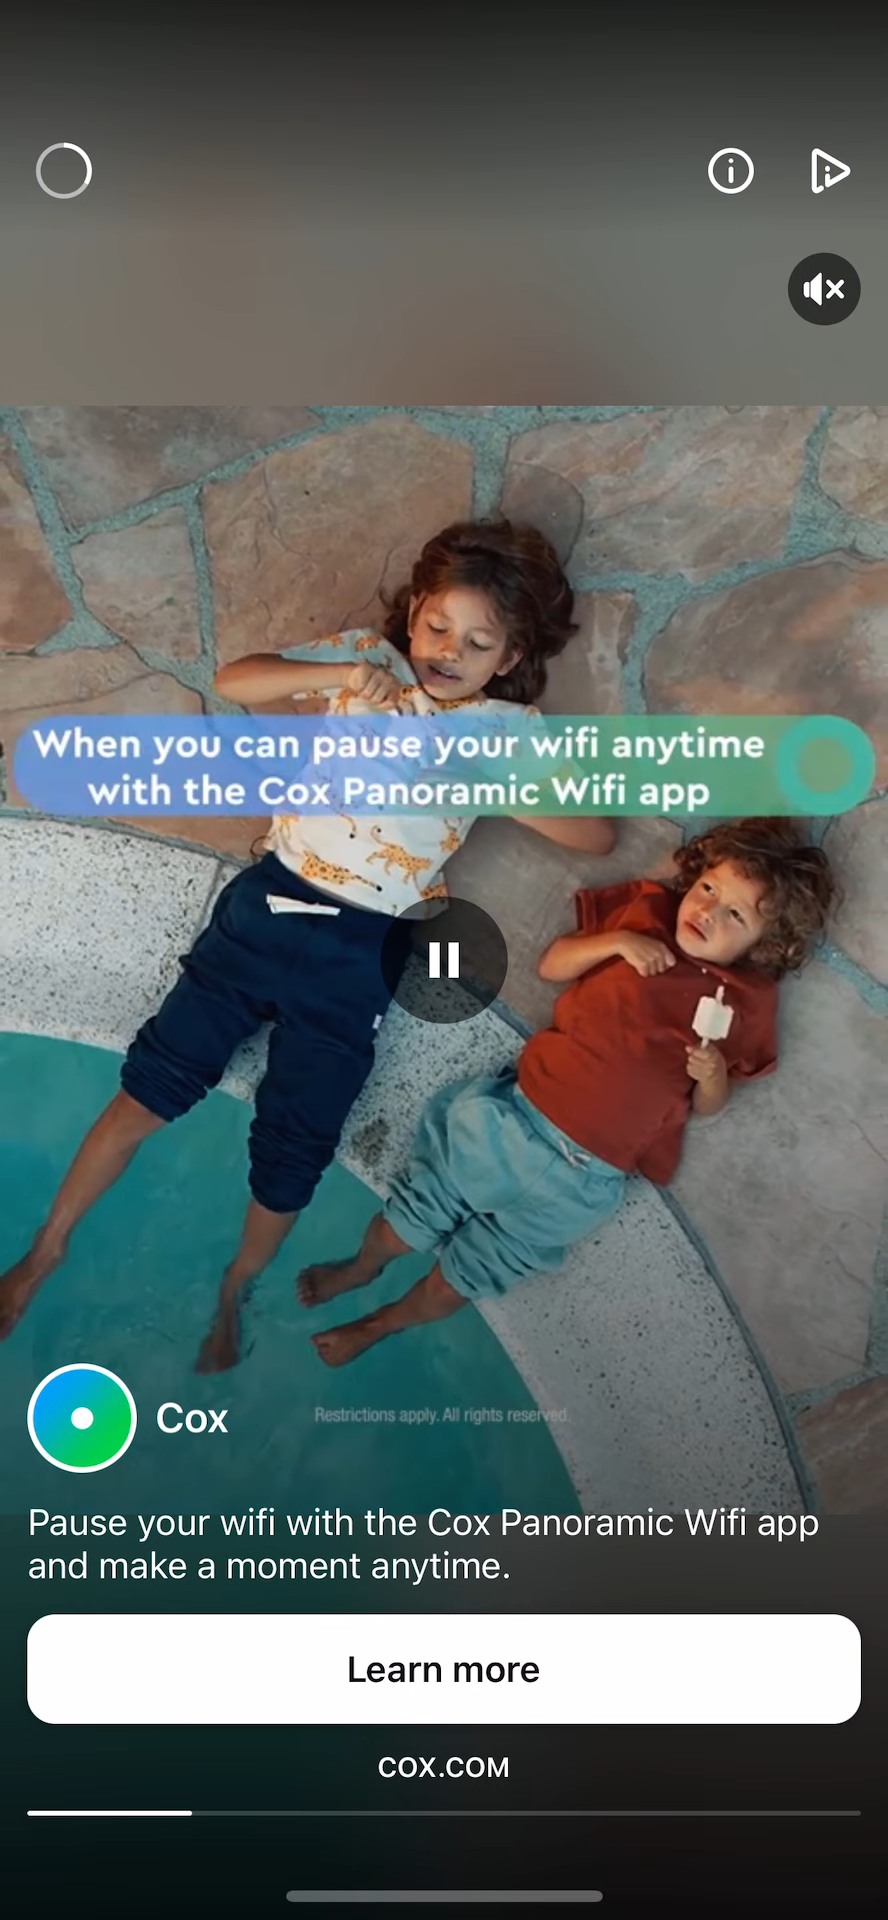 When you can pause your wifi anytime
with the Cox Panoramic Wifi app
Cox
Restrictions apply. All rights reserved.
Pause your wifi with the Cox Panoramic Wifi app
and make a moment anytime.
Learn more
COX.COM